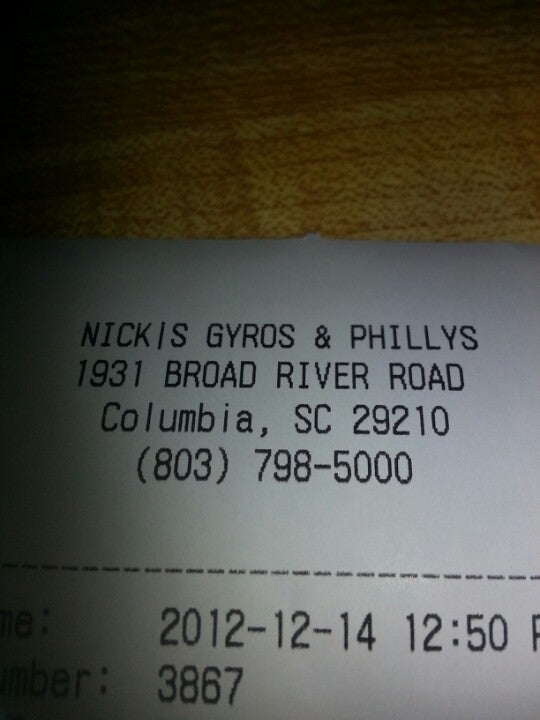 NICK|S GYROS & PHILLYS
1931 BROAD RIVER ROAD
Columbia, SC 29210
(803) 798-5000
me: 2012-12-14 12:50 P
mber: 3867